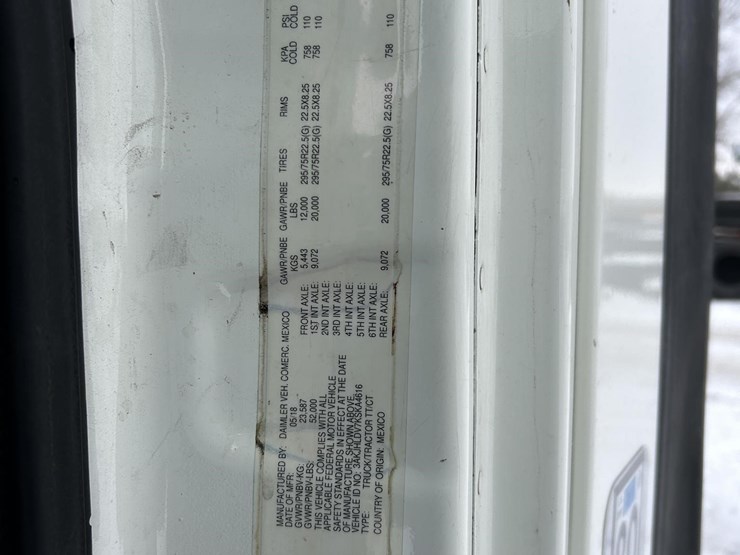 MANUFACTURED BY: DAIMLER VEH. COMERC. MEXICO
DATE OF MFR: 05/18
GVWR/PNBV-KG: 23,587
GVWR/PNBV-LBS: 52,000
THIS VEHICLE COMPLIES WITH ALL
APPLICABLE FEDERAL MOTOR VEHICLE
SAFETY STANDARDS IN EFFECT AT THE DATE
OF MANUFACTURE SHOWN ABOVE.
VEHICLE ID NO.
TYPE: TRUCK/TRACTOR TT/CT
COUNTRY OF ORIGIN: MEXICO
GAWR/PNBE KGS GAWR/PNBE LBS TIRES RIMS KPA COLD PSI COLD
FRONT AXLE: 5,443 12,000 295/75R22.5(G) 22.5X8.25 758 110
1ST INT AXLE: 9,072 20,000 295/75R22.5(G) 22.5X8.25 758 110
2ND INT AXLE:
3RD INT AXLE:
4TH INT AXLE:
5TH INT AXLE:
6TH INT AXLE:
REAR AXLE: 9,072 20,000 295/75R22.5(G) 22.5X8.25 758 110